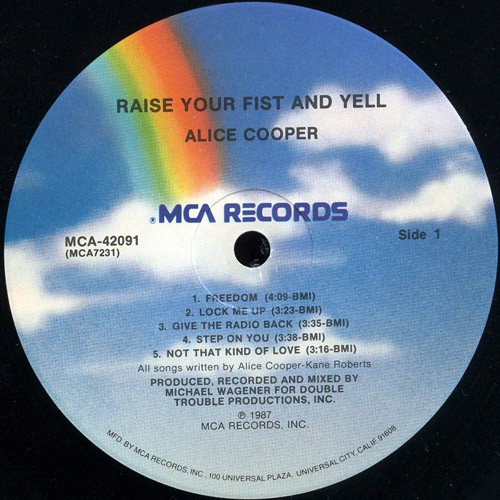 RAISE YOUR FIST AND YELL
ALICE COOPER
®MCA RECORDS
MCA-42091
(MCA7231)
Side 1
1. FREEDOM (4:09-BMI)
2. LOCK ME UP (3:23-BMI)
3. GIVE THE RADIO BACK (3:35-BMI)
4. STEP ON YOU (3:38-BMI)
5. NOT THAT KIND OF LOVE (3:16-BMI)
All songs written by Alice Cooper-Kane Roberts
PRODUCED, RECORDED AND MIXED BY
MICHAEL WAGENER FOR DOUBLE
TROUBLE PRODUCTIONS, INC.
℗ 1987
MCA RECORDS, INC.
MFD. BY MCA RECORDS, INC., 100 UNIVERSAL PLAZA, UNIVERSAL CITY, CALIF. 91608